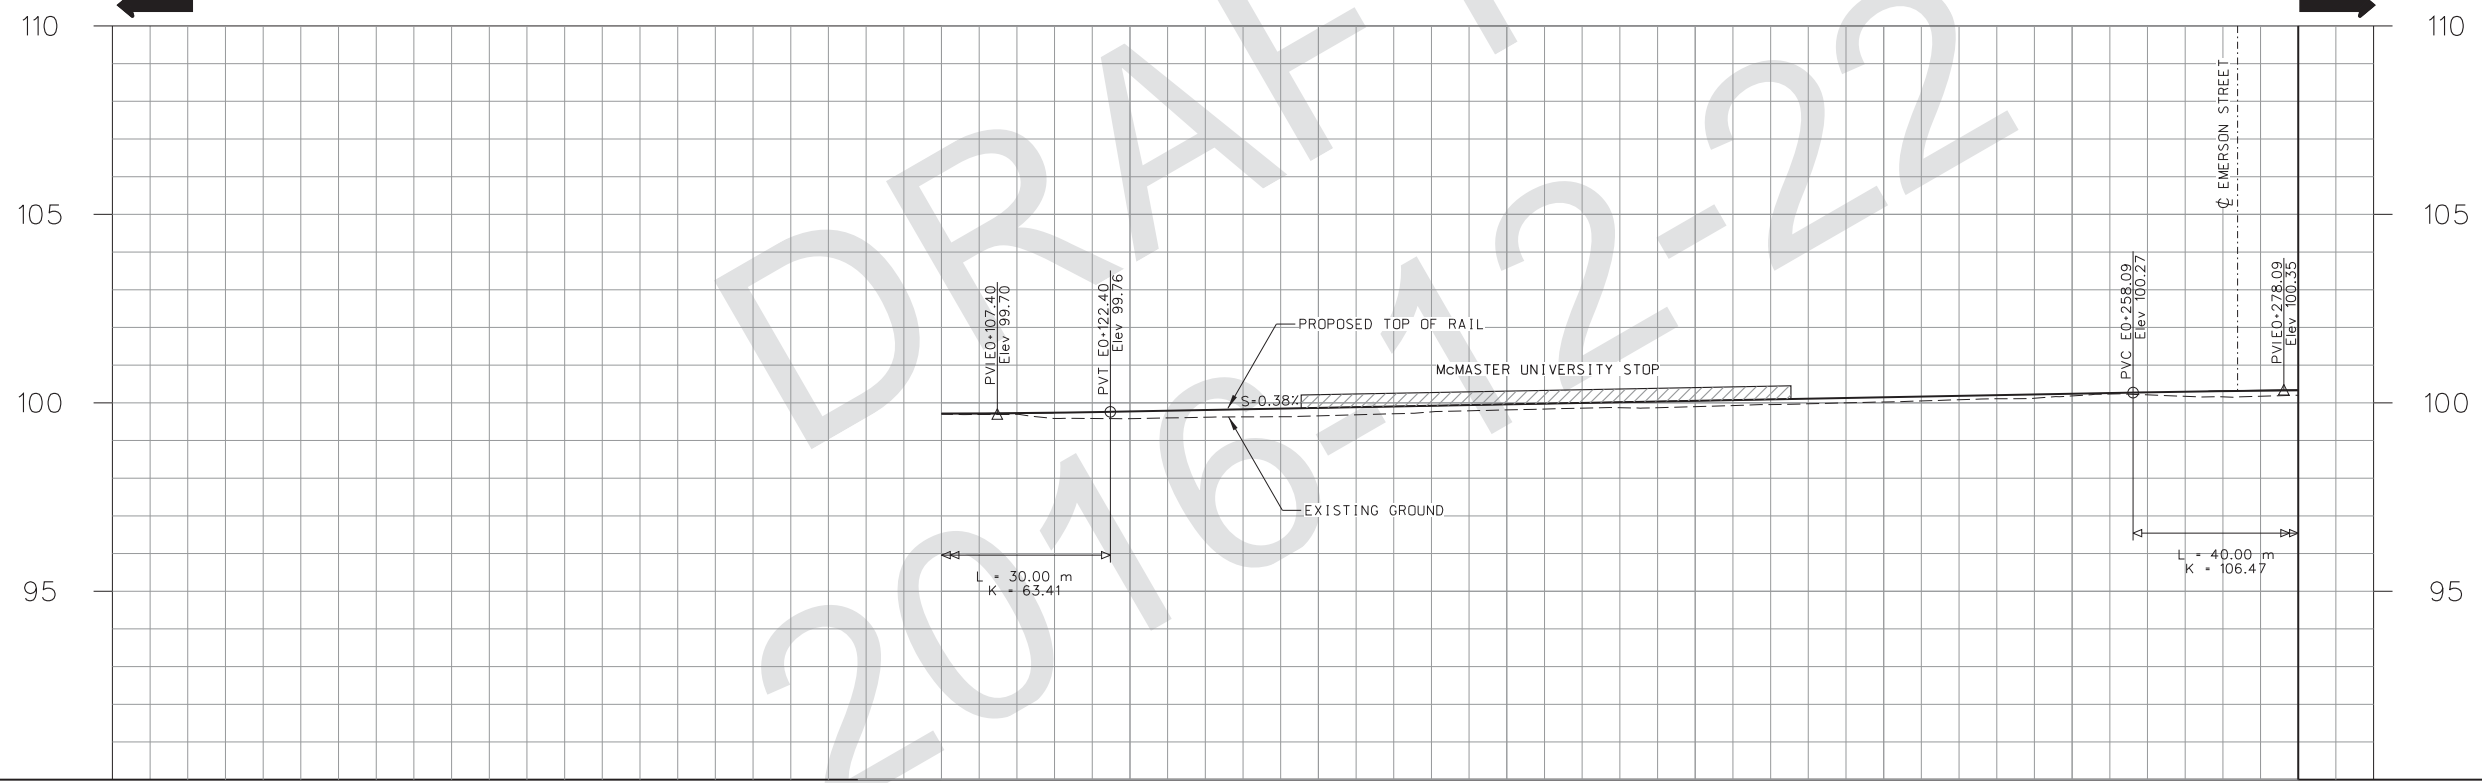 110
105
100
95
110
105
100
95
DRAFT
2016-12-22
PVI E0+107.40
Elev 99.70
PVT E0+122.40
Elev 99.76
PROPOSED TOP OF RAIL
S=0.38%
McMASTER UNIVERSITY STOP
EXISTING GROUND
L = 30.00 m
K = 63.41
PVC E0+258.09
Elev 100.27
℄ EMERSON STREET
PVI E0+278.09
Elev 100.35
L = 40.00 m
K = 106.47